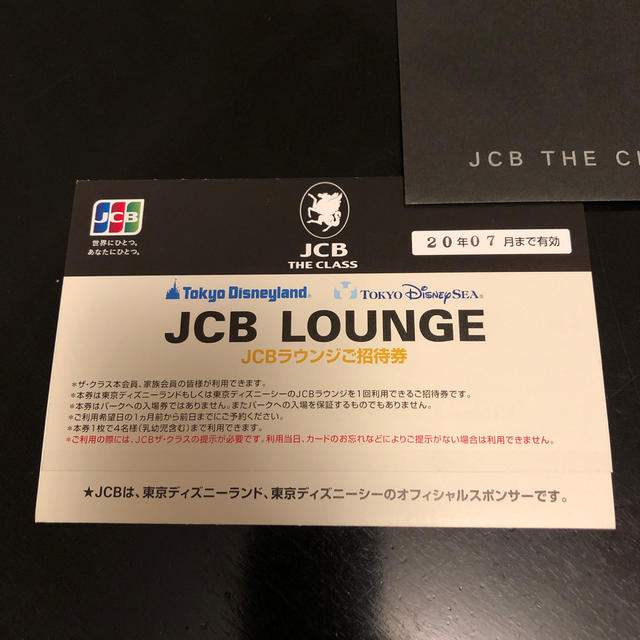 JCB THE Cl
JCB
世界にひとつ。
あなたにひとつ。
JCB
THE CLASS
20年07月まで有効
Tokyo Disneyland® TOKYO DisneySEA®
JCB LOUNGE
JCBラウンジご招待券
*ザ・クラス本会員、家族会員の皆様が利用できます。
*本券は東京ディズニーランドもしくは東京ディズニーシーのJCBラウンジを1回利用できるご招待券です。
*本券はパークへの入場券ではありません。またパークへの入場を保証するものでもありません。
*ご利用希望日の1ヵ月前から前日までにご予約ください。
*本券1枚で4名様(乳幼児含む)まで利用できます。
*ご利用の際には、JCBザ・クラスの提示が必要です。利用当日、カードのお忘れなどによりご提示がない場合は利用できません。
★JCBは、東京ディズニーランド、東京ディズニーシーのオフィシャルスポンサーです。